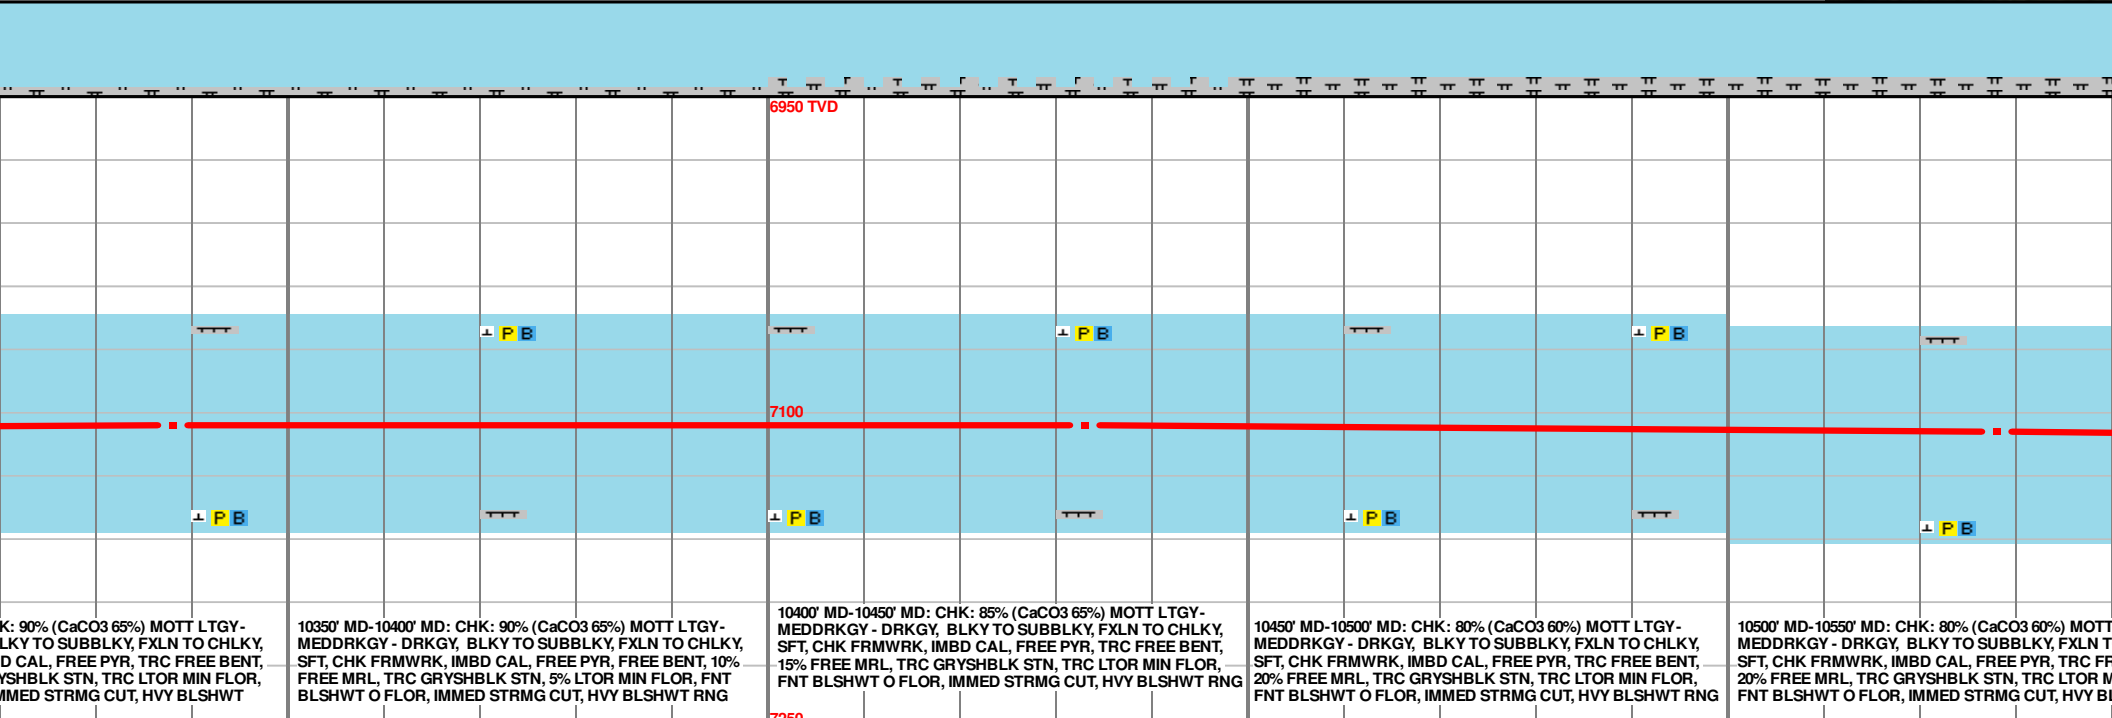 6950 TVD
P B
P B
P B
7100
P B
P B
P B
P B
K: 90% (CaCO3 65%) MOTT LTGY-
LKY TO SUBBLKY, FXLN TO CHLKY,
D CAL, FREE PYR, TRC FREE BENT,
YSHBLK STN, TRC LTOR MIN FLOR,
MMED STRMG CUT, HVY BLSHWT
10350' MD-10400' MD: CHK: 90% (CaCO3 65%) MOTT LTGY-
MEDDRKGY - DRKGY, BLKY TO SUBBLKY, FXLN TO CHLKY,
SFT, CHK FRMWRK, IMBD CAL, FREE PYR, FREE BENT, 10%
FREE MRL, TRC GRYSHBLK STN, 5% LTOR MIN FLOR, FNT
BLSHWT O FLOR, IMMED STRMG CUT, HVY BLSHWT RNG
10400' MD-10450' MD: CHK: 85% (CaCO3 65%) MOTT LTGY-
MEDDRKGY - DRKGY, BLKY TO SUBBLKY, FXLN TO CHLKY,
SFT, CHK FRMWRK, IMBD CAL, FREE PYR, TRC FREE BENT,
15% FREE MRL, TRC GRYSHBLK STN, TRC LTOR MIN FLOR,
FNT BLSHWT O FLOR, IMMED STRMG CUT, HVY BLSHWT RNG
10450' MD-10500' MD: CHK: 80% (CaCO3 60%) MOTT LTGY-
MEDDRKGY - DRKGY, BLKY TO SUBBLKY, FXLN TO CHLKY,
SFT, CHK FRMWRK, IMBD CAL, FREE PYR, TRC FREE BENT,
20% FREE MRL, TRC GRYSHBLK STN, TRC LTOR MIN FLOR,
FNT BLSHWT O FLOR, IMMED STRMG CUT, HVY BLSHWT RNG
10500' MD-10550' MD: CHK: 80% (CaCO3 60%) MOTT
MEDDRKGY - DRKGY, BLKY TO SUBBLKY, FXLN T
SFT, CHK FRMWRK, IMBD CAL, FREE PYR, TRC FR
20% FREE MRL, TRC GRYSHBLK STN, TRC LTOR M
FNT BLSHWT O FLOR, IMMED STRMG CUT, HVY BL
7250